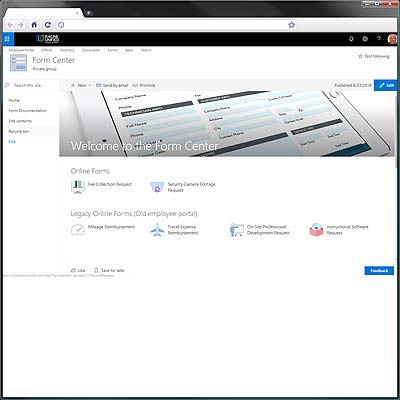 RACINE
UNIFIED
Employee Portal Offices Directory Documents Forms Apps Search
Form Center
Private group
Not following
Search this site
New Send by email Promote
Published 8/23/2018 Edit
Home
Form Documentation
Site contents
Recycle bin
Edit
Company Name
Phone
Company Name
Address
City
Contact Phone
Start Time
Welcome to the Form Center
Online Forms
Fee Collection Request
Security Camera Footage
Request
Legacy Online Forms (Old employee portal)
Mileage Reimbursement
Travel Expense
Reimbursement
On-Site Professional
Development Request
Instructional Software
Request
Like Save for later
Feedback